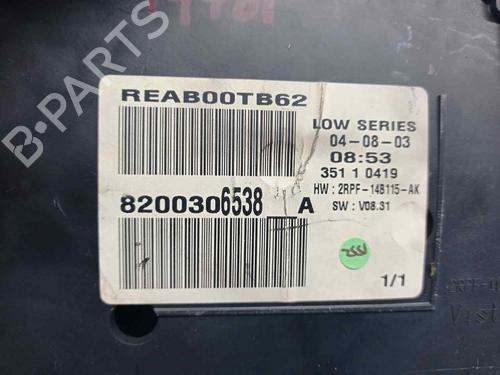 B-PARTS
REAB00TB62
LOW SERIES
04-08-03
08:53
351 1 0419
HW : 2RPF-14B115-AK
SW : V08.31
8200306538 A
1/1